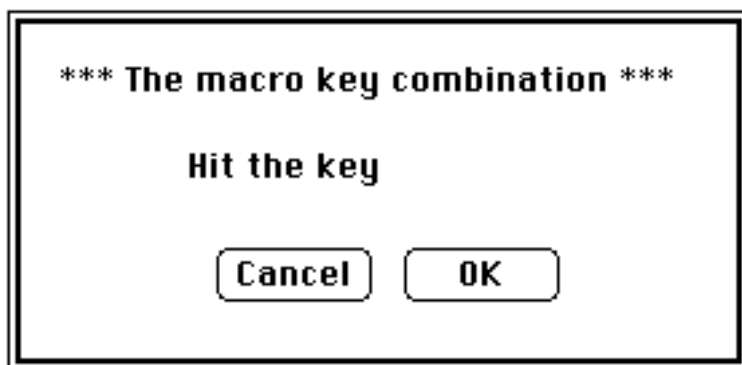 *** The macro key combination ***
Hit the key
Cancel OK